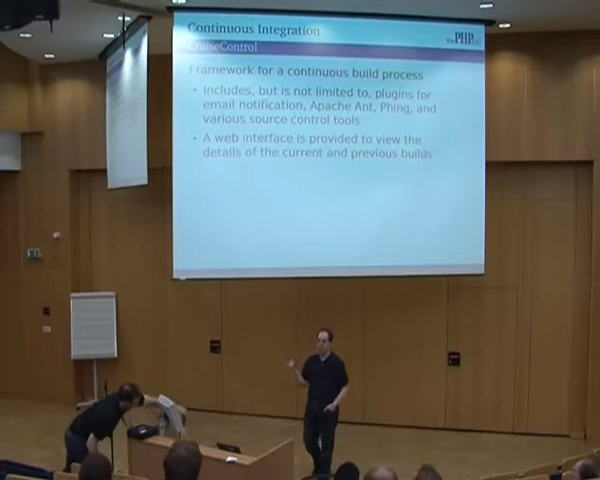 Continuous Integration
PHP
CruiseControl
Framework for a continuous build process
• Includes, but is not limited to, plugins for
email notification, Apache Ant, Phing, and
various source control tools
• A web interface is provided to view the
details of the current and previous builds